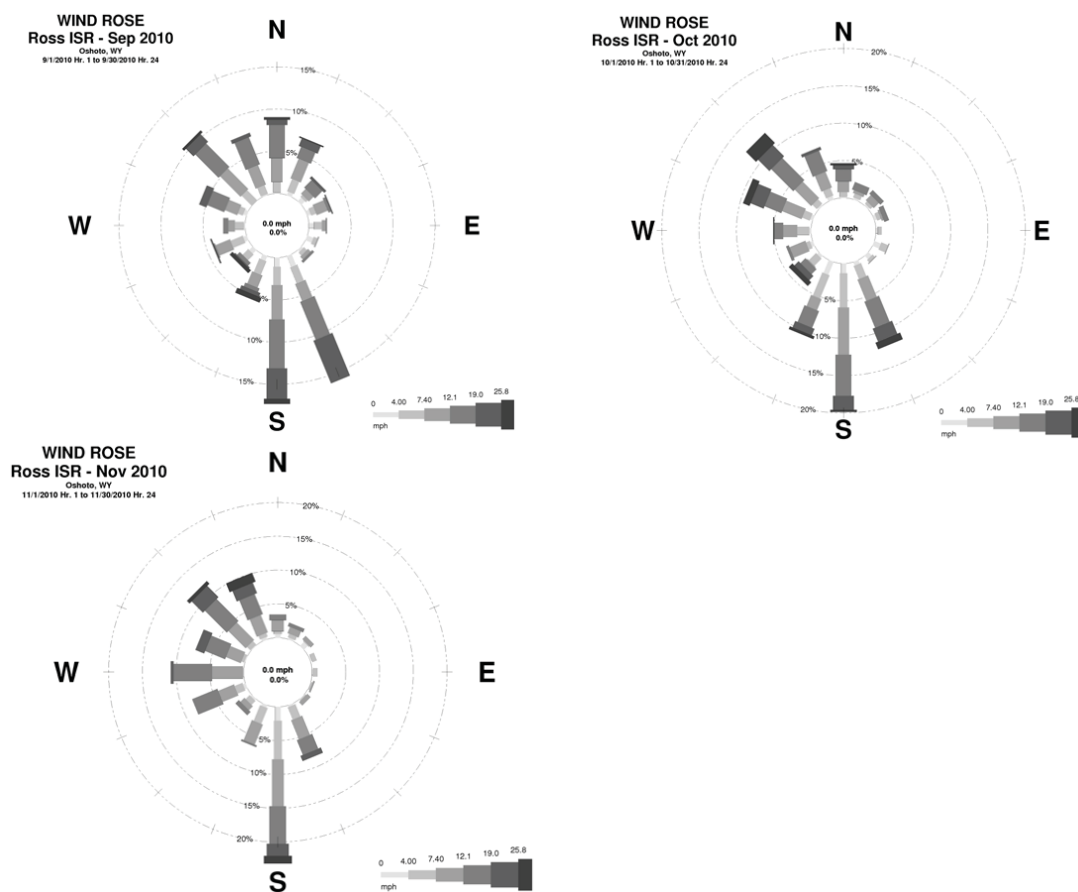 WIND ROSE
Ross ISR - Sep 2010
Oshoto, WY
9/1/2010 Hr. 1 to 9/30/2010 Hr. 24
N
15%
10%
5%
W
0.0 mph
0.0%
E
5%
10%
15%
S
0 4.00 7.40 12.1 19.0 25.8
mph
WIND ROSE
Ross ISR - Oct 2010
Oshoto, WY
10/1/2010 Hr. 1 to 10/31/2010 Hr. 24
N
20%
15%
10%
5%
W
0.0 mph
0.0%
E
5%
10%
15%
20%
S
0 4.00 7.40 12.1 19.0 25.8
mph
WIND ROSE
Ross ISR - Nov 2010
Oshoto, WY
11/1/2010 Hr. 1 to 11/30/2010 Hr. 24
N
20%
15%
10%
5%
W
0.0 mph
0.0%
E
5%
10%
15%
20%
S
0 4.00 7.40 12.1 19.0 25.8
mph